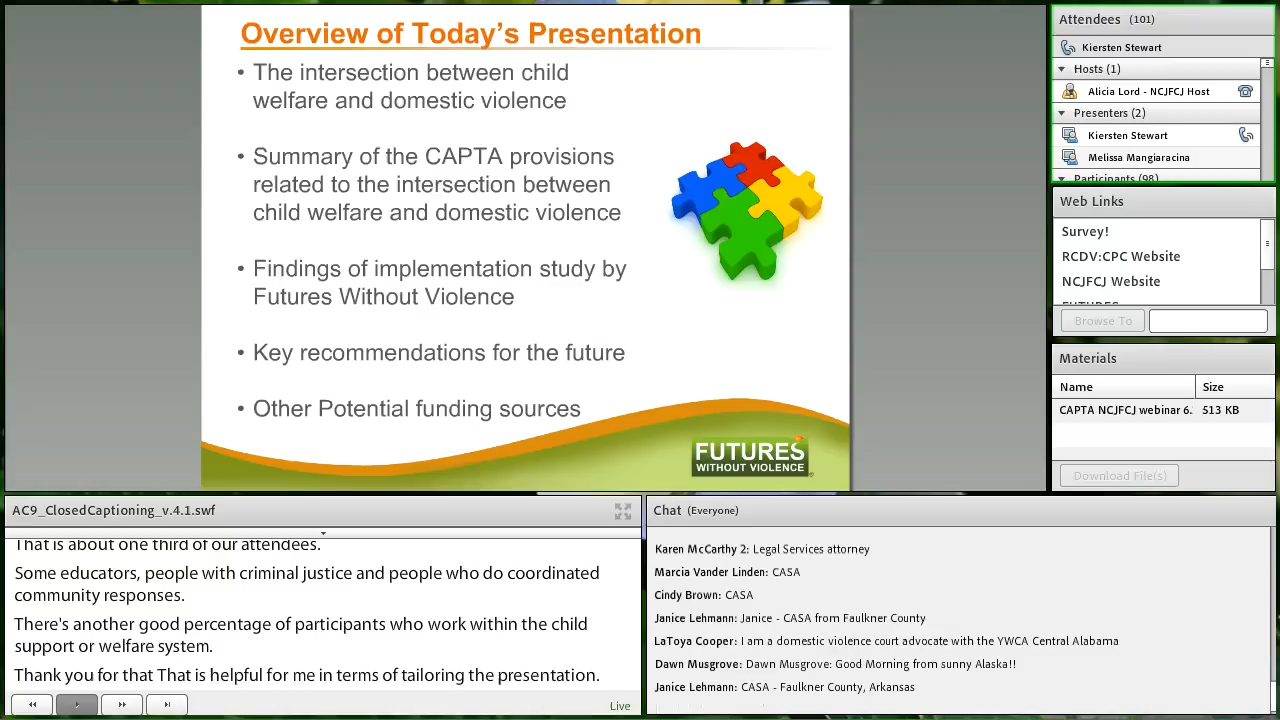 Overview of Today's Presentation
• The intersection between child
welfare and domestic violence
• Summary of the CAPTA provisions
related to the intersection between
child welfare and domestic violence
• Findings of implementation study by
Futures Without Violence
• Key recommendations for the future
• Other Potential funding sources
FUTURES
WITHOUT VIOLENCE
Attendees (101)
Kiersten Stewart
Hosts (1)
Alicia Lord - NCJFCJ Host
Presenters (2)
Kiersten Stewart
Melissa Mangiaracina
Participants (98)
Web Links
Survey!
RCDV:CPC Website
NCJFCJ Website
FUTURES
Browse To
Materials
Name Size
CAPTA NCJFCJ webinar 6. 513 KB
Download File(s)
AC9_ClosedCaptioning_v.4.1.swf
That is about one third of our attendees.
Some educators, people with criminal justice and people who do coordinated
community responses.
There's another good percentage of participants who work within the child
support or welfare system.
Thank you for that That is helpful for me in terms of tailoring the presentation.
Live
Chat (Everyone)
Karen McCarthy 2: Legal Services attorney
Marcia Vander Linden: CASA
Cindy Brown: CASA
Janice Lehmann: Janice - CASA from Faulkner County
LaToya Cooper: I am a domestic violence court advocate with the YWCA Central Alabama
Dawn Musgrove: Dawn Musgrove: Good Morning from sunny Alaska!!
Janice Lehmann: CASA - Faulkner County, Arkansas